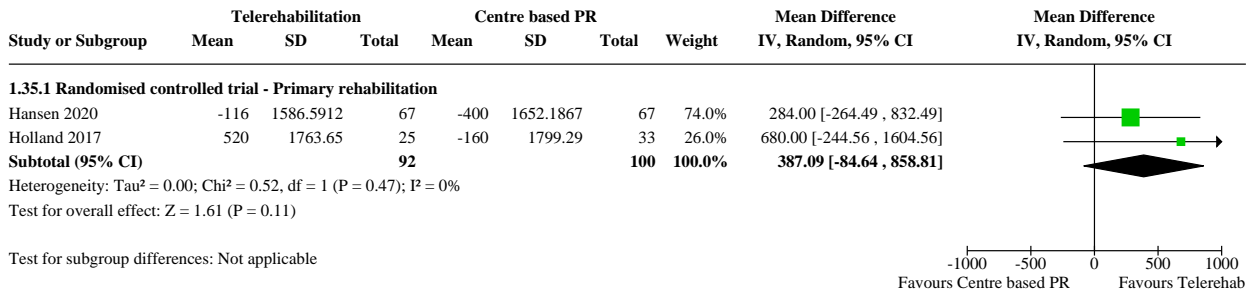 Telerehabilitation Centre based PR Mean Difference Mean Difference
Study or Subgroup Mean SD Total Mean SD Total Weight IV, Random, 95% CI IV, Random, 95% CI
1.35.1 Randomised controlled trial - Primary rehabilitation
Hansen 2020 -116 1586.5912 67 -400 1652.1867 67 74.0% 284.00 [-264.49 , 832.49]
Holland 2017 520 1763.65 25 -160 1799.29 33 26.0% 680.00 [-244.56 , 1604.56]
Subtotal (95% CI) 92 100 100.0% 387.09 [-84.64 , 858.81]
Heterogeneity: Tau² = 0.00; Chi² = 0.52, df = 1 (P = 0.47); I² = 0%
Test for overall effect: Z = 1.61 (P = 0.11)
Test for subgroup differences: Not applicable
-1000 -500 0 500 1000
Favours Centre based PR Favours Telerehab